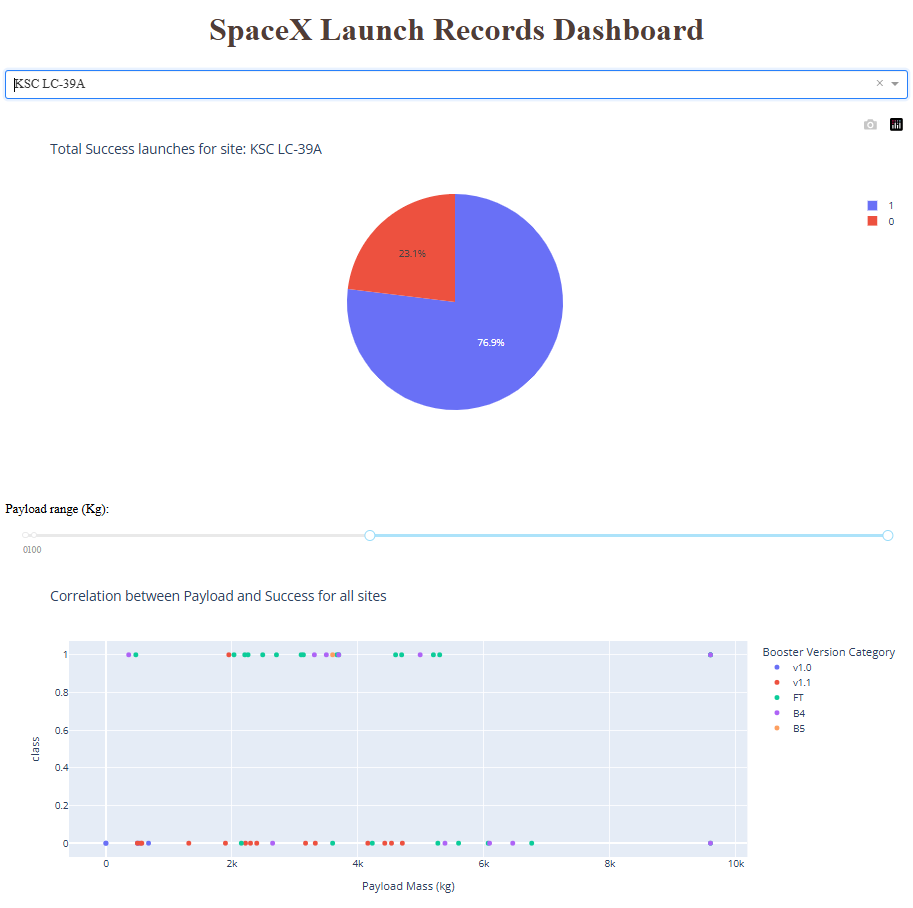 SpaceX Launch Records Dashboard
KSC LC-39A
Total Success launches for site: KSC LC-39A
1
0
23.1%
76.9%
Payload range (Kg):
0100
Correlation between Payload and Success for all sites
Booster Version Category
v1.0
v1.1
FT
B4
B5
class
1
0.8
0.6
0.4
0.2
0
0 2k 4k 6k 8k 10k
Payload Mass (kg)